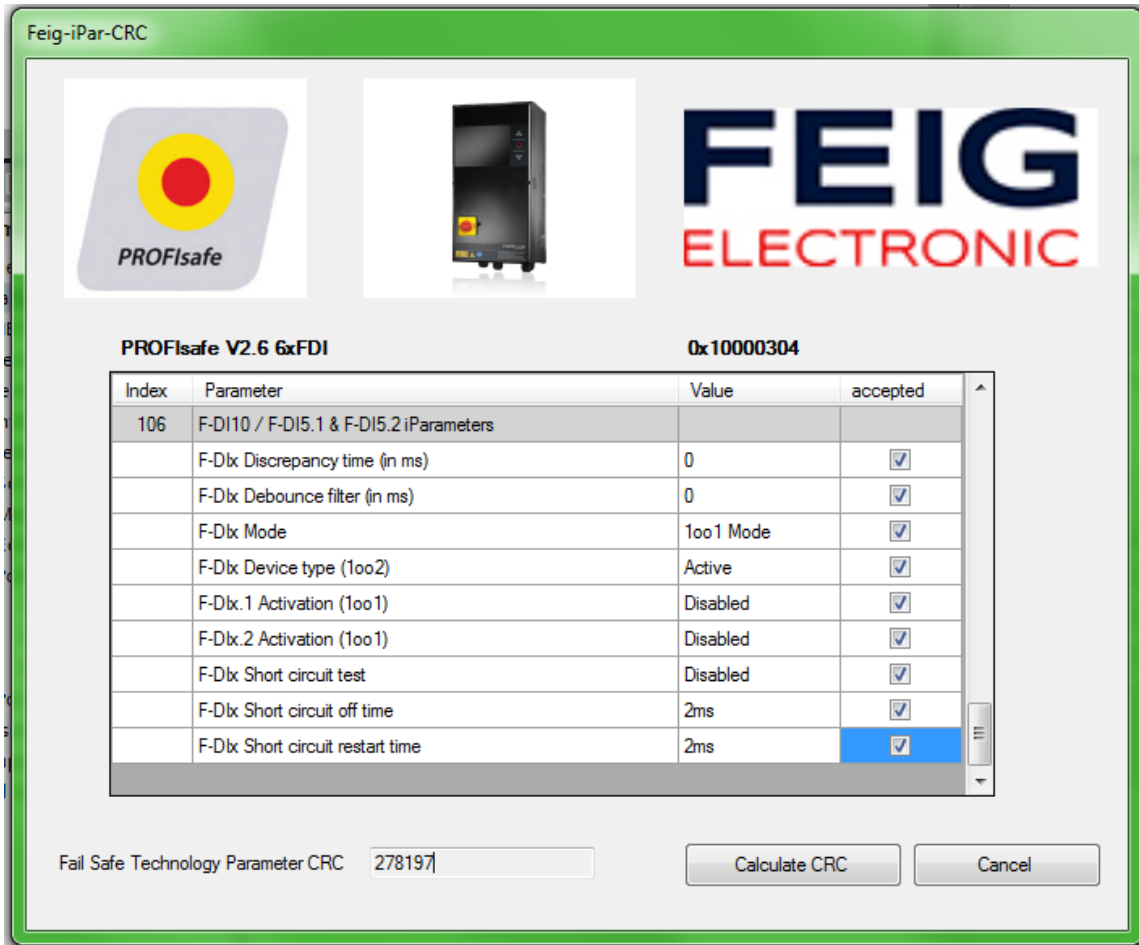 Feig-iPar-CRC
PROFIsafe
FEIG
ELECTRONIC
PROFIsafe V2.6 6xFDI 0x10000304
Index Parameter Value accepted
106 F-DI10 / F-DI5.1 & F-DI5.2 iParameters
F-DIx Discrepancy time (in ms) 0
F-DIx Debounce filter (in ms) 0
F-DIx Mode 1oo1 Mode
F-DIx Device type (1oo2) Active
F-DIx.1 Activation (1oo1) Disabled
F-DIx.2 Activation (1oo1) Disabled
F-DIx Short circuit test Disabled
F-DIx Short circuit off time 2ms
F-DIx Short circuit restart time 2ms
Fail Safe Technology Parameter CRC 278197 Calculate CRC Cancel